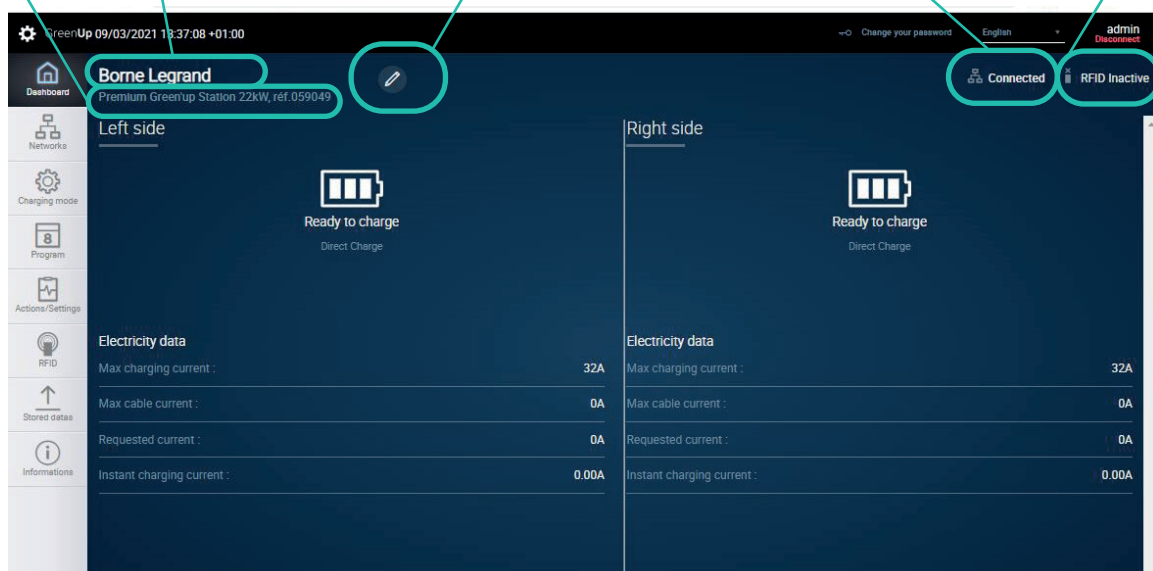 GreenUp 09/03/2021 18:37:08 +01:00
Change your password
English
admin
Disconnect
Dashboard
Borne Legrand
Premium Green'up Station 22kW, réf.059049
Connected
RFID Inactive
Networks
Charging mode
8
Program
Actions/Settings
RFID
Stored datas
Informations
Left side
Ready to charge
Direct Charge
Electricity data
Max charging current : 32A
Max cable current : 0A
Requested current : 0A
Instant charging current : 0.00A
Right side
Ready to charge
Direct Charge
Electricity data
Max charging current : 32A
Max cable current : 0A
Requested current : 0A
Instant charging current : 0.00A